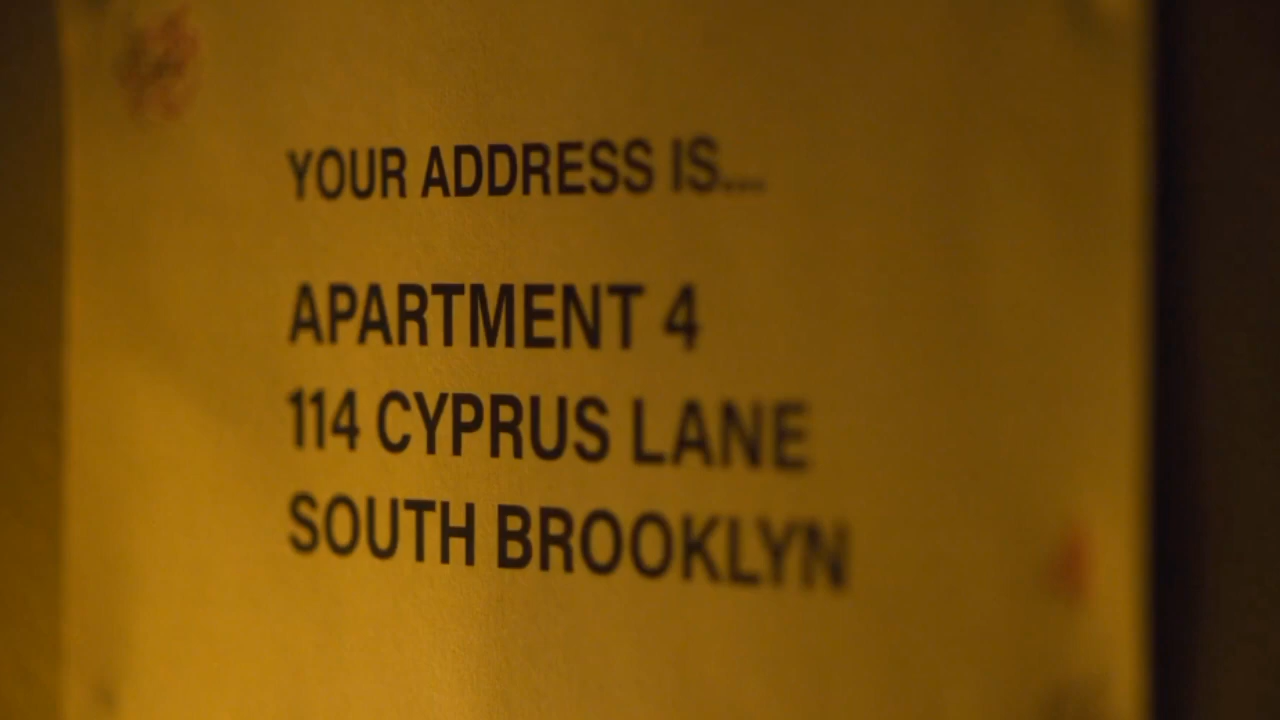 YOUR ADDRESS IS...
APARTMENT 4
114 CYPRUS LANE
SOUTH BROOKLYN